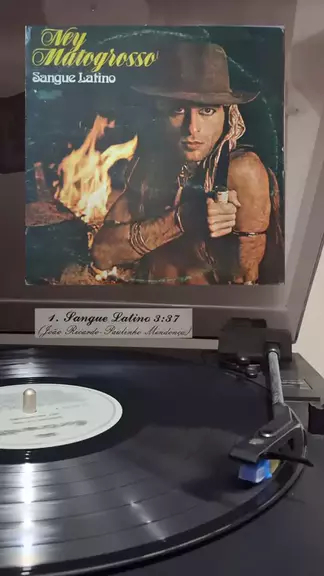 Ney
Matogrosso
Sangue Latino
1. Sangue Latino 3:37
(João Ricardo-Paulinho Mendonça)